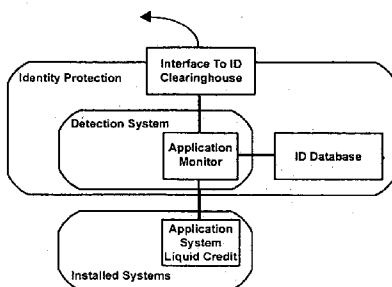 Interface To ID
Clearinghouse
Identity Protection
Detection System
Application
Monitor
ID Database
Application
System
Liquid Credit
Installed Systems